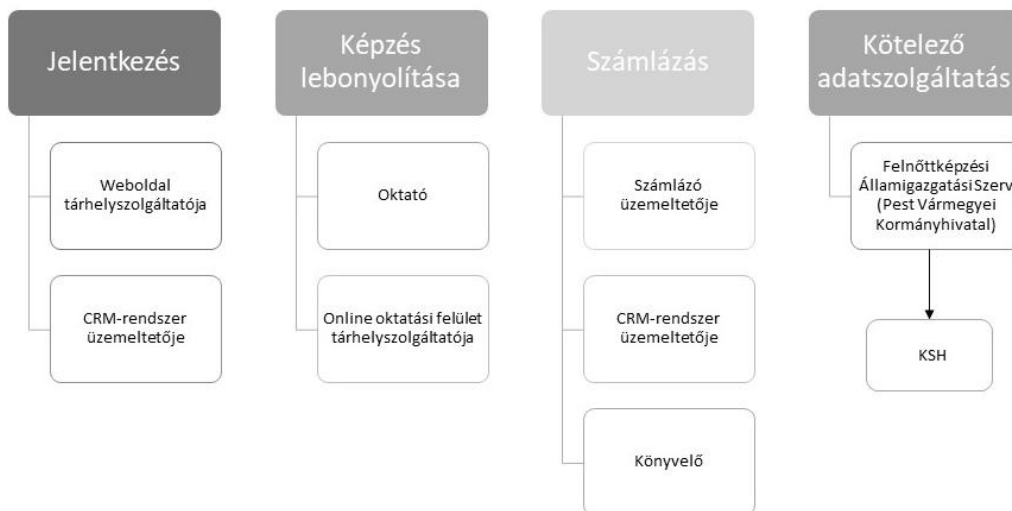 Jelentkezés
Weboldal
tárhelyszolgáltatója
CRM-rendszer
üzemeltetője
Képzés
lebonyolítása
Oktató
Online oktatási felület
tárhelyszolgáltatója
Számlázás
Számlázó
üzemeltetője
CRM-rendszer
üzemeltetője
Könyvelő
Kötelező
adatszolgáltatás
Felnőttképzési
Államigazgatási Szerv
(Pest Vármegyei
Kormányhivatal)
KSH